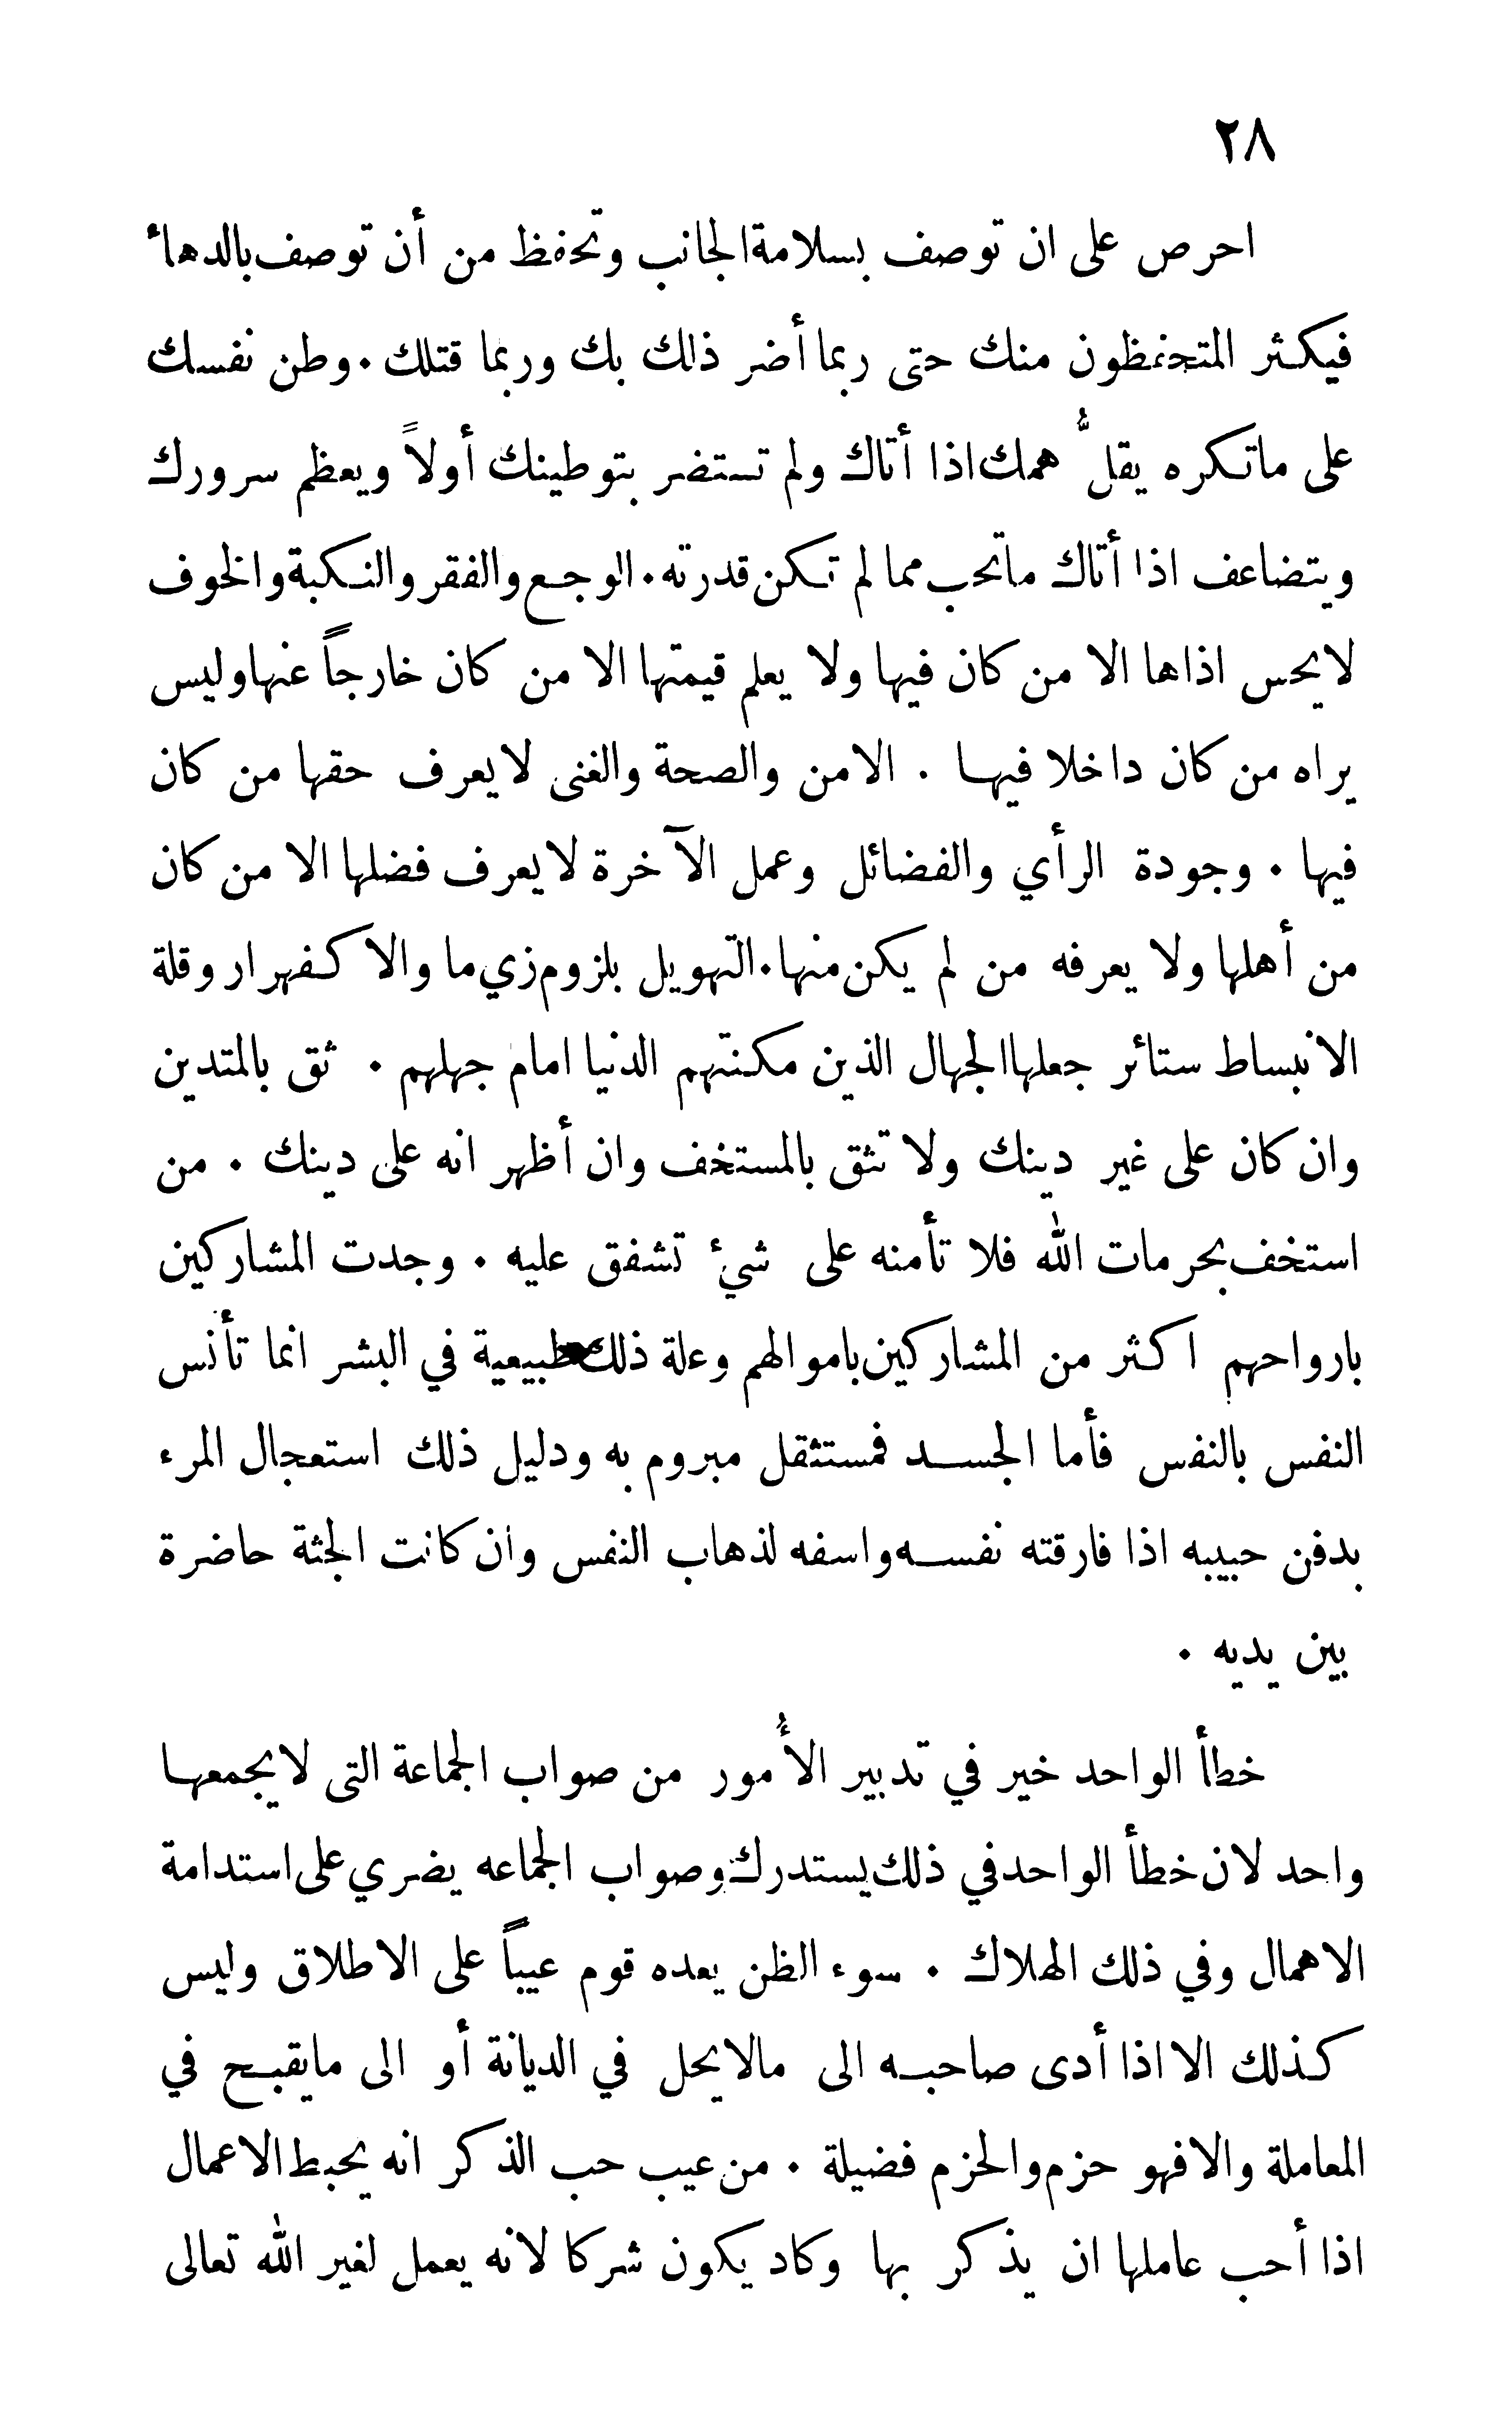 ٢٨
احرص على ان توصف بسلامة الجانب وتحفظ من أن توصف بالدهاء
فيكثر المتحفظون منك حتى ربما أضر ذلك بك وربما قتلك . وطن نفسك
على ماتكره يقلُّ همك اذا أتاك ولم تستضر بتوطينك أولاً ويعظم سرورك
ويتضاعف اذا أتاك ماتحب مما لم تكن قدرته . الوجع والفقر والنكبة والخوف
لايحس اذاها الا من كان فيها ولا يعلم قيمتها الا من كان خارجاً عنها وليس
يراه من كان داخلا فيها . الامن والصحة والغنى لايعرف حقها من كان
فيها . وجودة الرأي والفضائل وعمل الآخرة لايعرف فضلها الا من كان
من أهلها ولا يعرفه من لم يكن منها . التهويل بلزوم زي ما والاكفهرار وقلة
الانبساط ستائر جعلها الجهال الذين مكنتهم الدنيا امام جهلهم . ثق بالمتدين
وان كان على غير دينك ولا تثق بالمستخف وان أظهر انه على دينك . من
استخف بحرمات الله فلا تأمنه على شيء تشفق عليه . وجدت المشاركين
بارواحهم اكثر من المشاركين باموالهم وعلة ذلك طبيعية في البشر انما تأنس
النفس بالنفس فأما الجسد فمستثقل مبروم به ودليل ذلك استعجال المرء
بدفن حبيبه اذا فارقته نفسه واسفه لذهاب النفس وان كانت الجثة حاضرة
بين يديه .
خطأ الواحد خير في تدبير الأُمور من صواب الجماعة التى لايجمعها
واحد لان خطأ الواحد في ذلك يستدرك وصواب الجماعه يضري على استدامة
الاهمال وفي ذلك الهلاك . سوء الظن يعده قوم عيباً على الاطلاق وليس
كذلك الا اذا أدى صاحبه الى مالايحل في الديانة أو الى مايقبح في
المعاملة والا فهو حزم والحزم فضيلة . من عيب حب الذكر انه يحبط الاعمال
اذا أحب عاملها ان يذكر بها وكاد يكون شركا لانه يعمل لغير الله تعالى